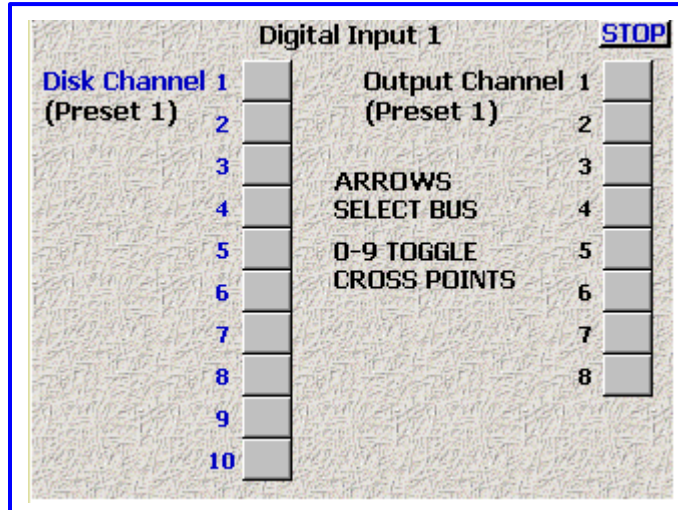 Digital Input 1
STOP
Disk Channel 1
(Preset 1)
2
3
4
5
6
7
8
9
10
Output Channel 1
(Preset 1)
2
3
4
5
6
7
8
ARROWS
SELECT BUS
0-9 TOGGLE
CROSS POINTS